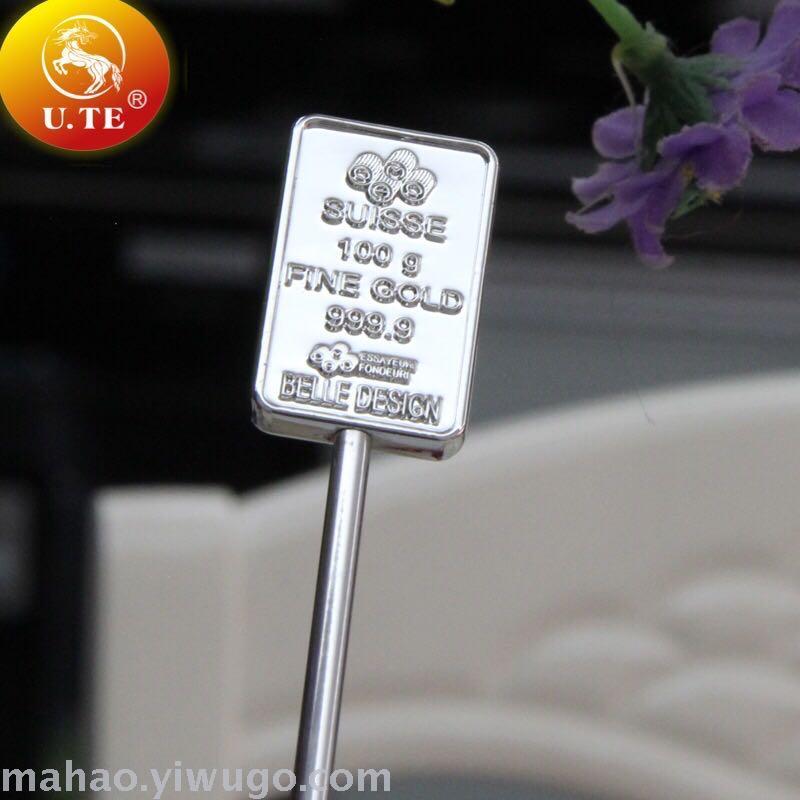 U.TE®
SUISSE
100 g
FINE GOLD
999.9
ESSAYEUR
FONDEUR
BELLE DESIGN
mahao.yiwugo.com